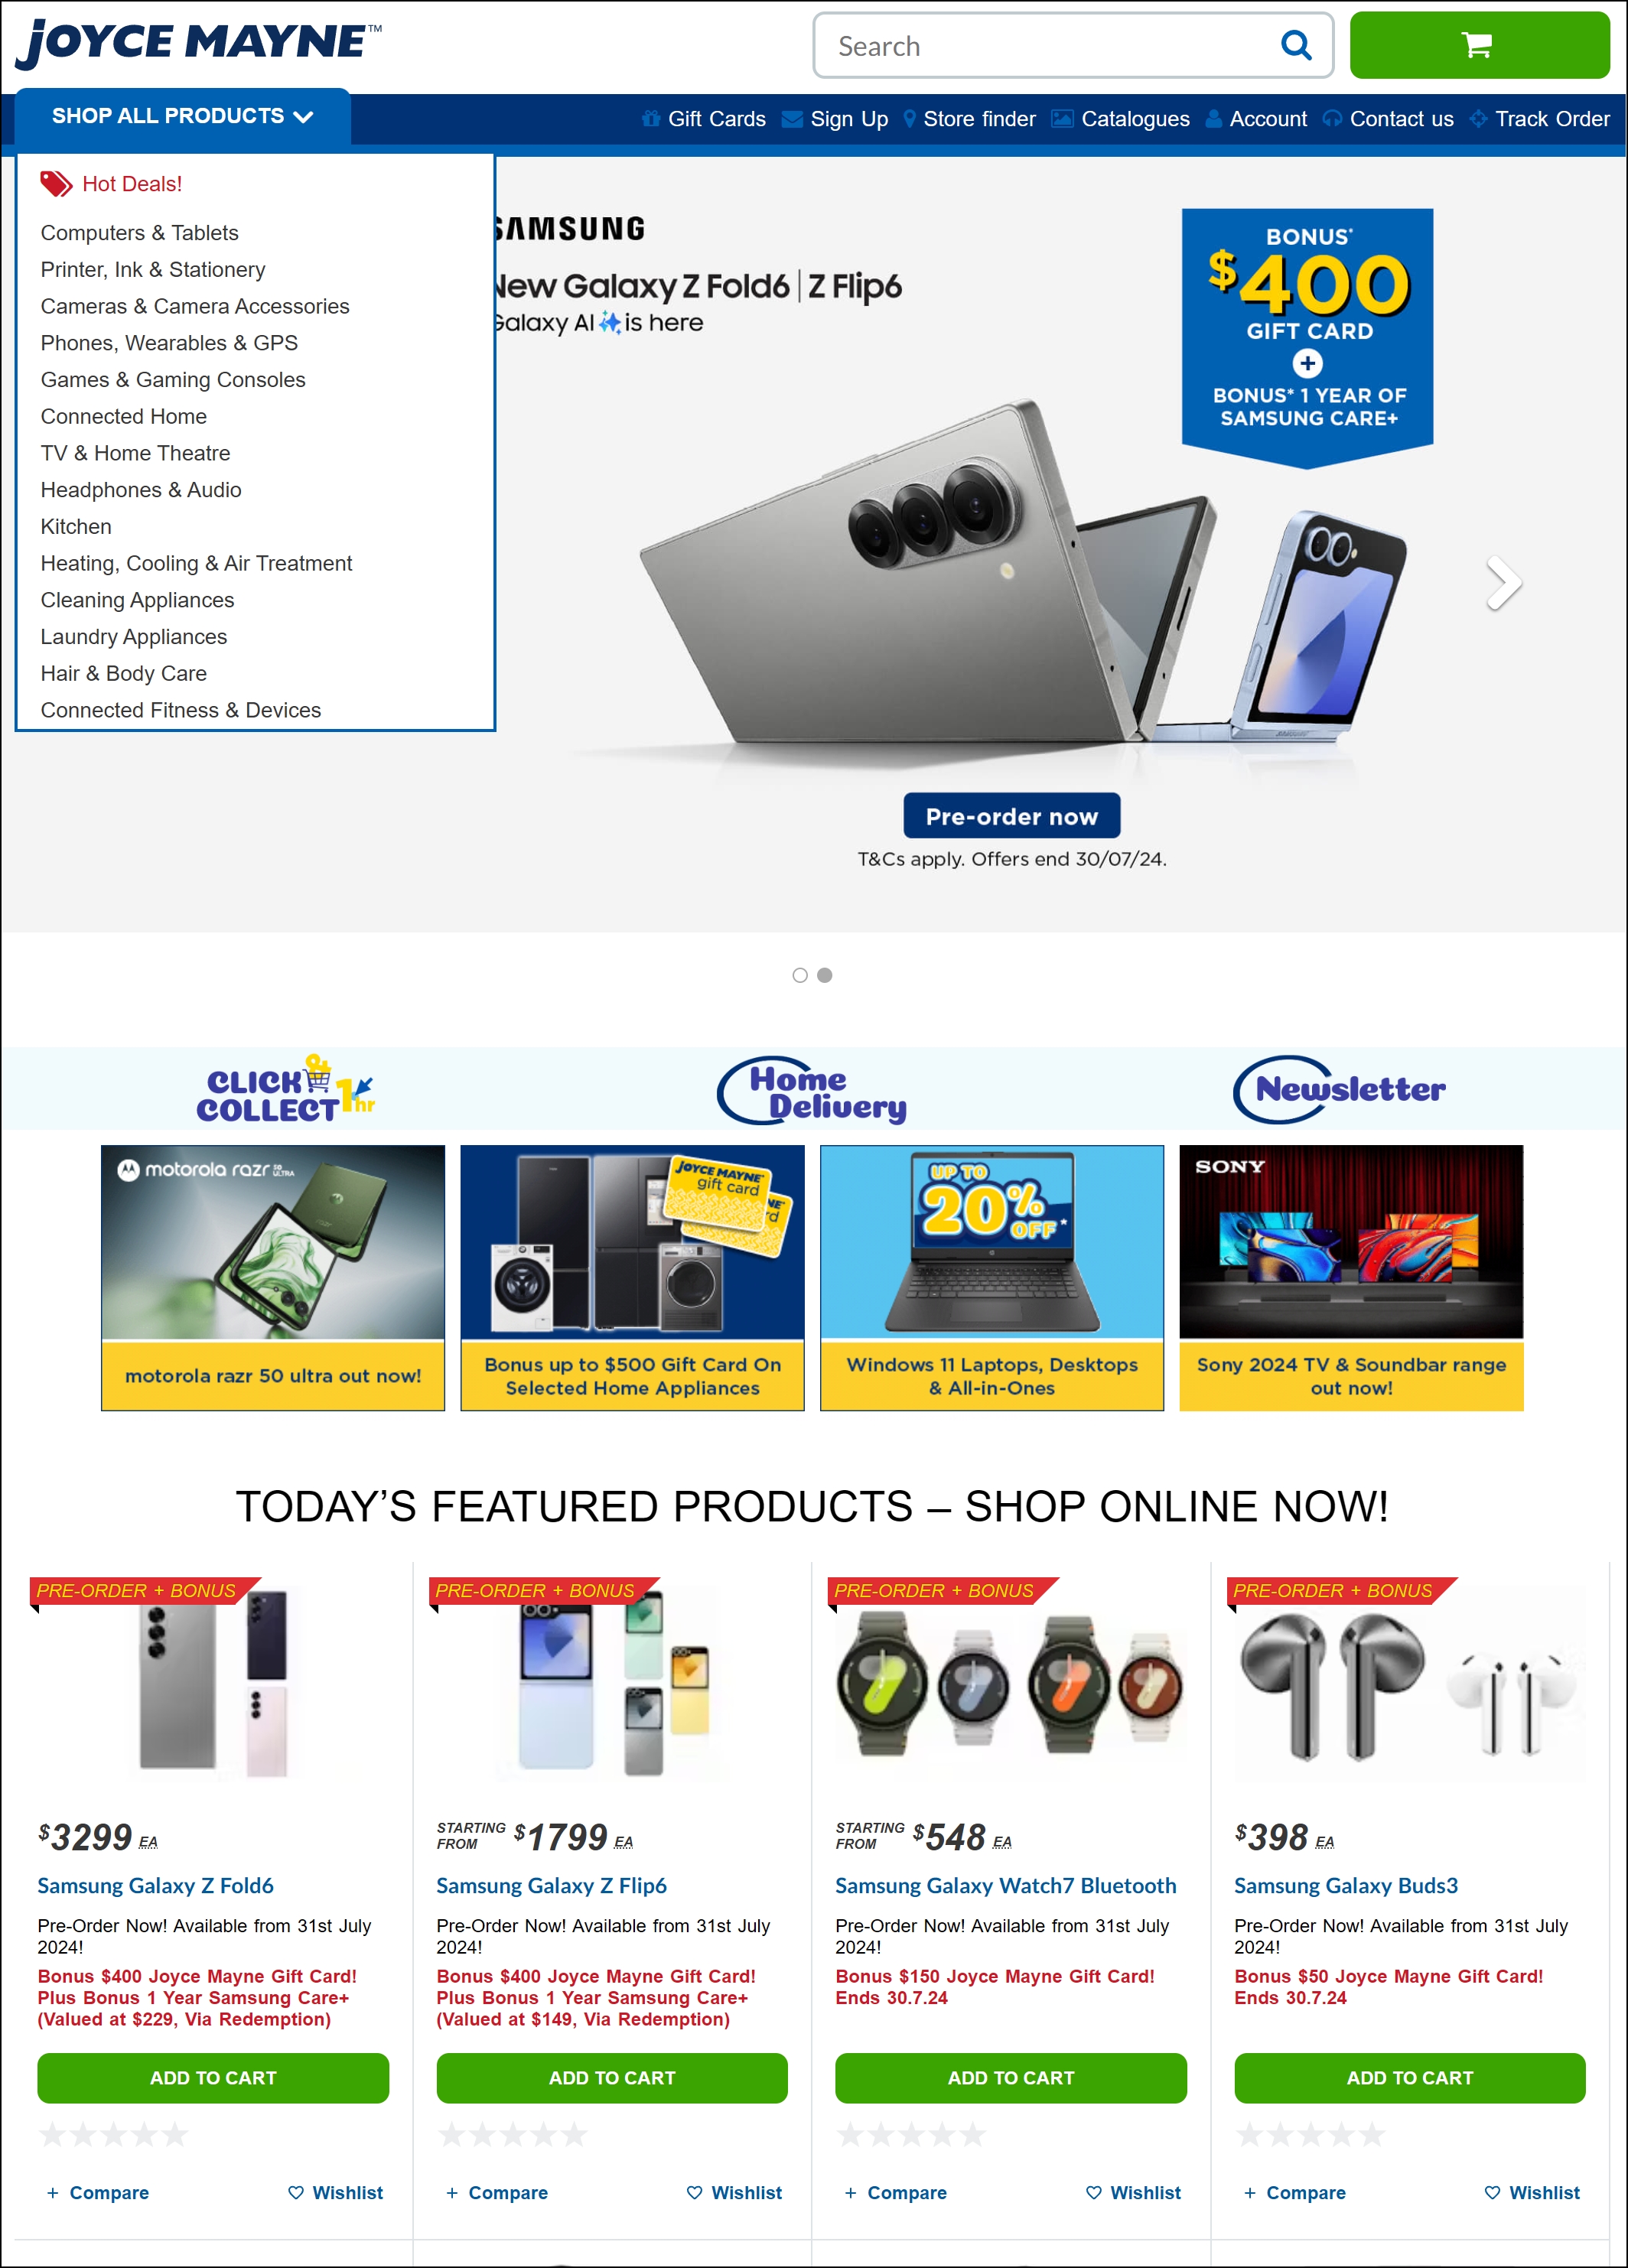 JOYCE MAYNE™
Search
SHOP ALL PRODUCTS
Gift Cards Sign Up Store finder Catalogues Account Contact us Track Order
Hot Deals!
Computers & Tablets
Printer, Ink & Stationery
Cameras & Camera Accessories
Phones, Wearables & GPS
Games & Gaming Consoles
Connected Home
TV & Home Theatre
Headphones & Audio
Kitchen
Heating, Cooling & Air Treatment
Cleaning Appliances
Laundry Appliances
Hair & Body Care
Connected Fitness & Devices
SAMSUNG
New Galaxy Z Fold6 | Z Flip6
Galaxy AI is here
BONUS*
$400
GIFT CARD
+
BONUS* 1 YEAR OF
SAMSUNG CARE+
Pre-order now
T&Cs apply. Offers end 30/07/24.
CLICK &
COLLECT 1hr
Home
Delivery
Newsletter
motorola razr 50 ULTRA
motorola razr 50 ultra out now!
JOYCE MAYNE
gift card
Bonus up to $500 Gift Card On
Selected Home Appliances
UP TO
20%
OFF*
Windows 11 Laptops, Desktops
& All-in-Ones
SONY
Sony 2024 TV & Soundbar range
out now!
TODAY’S FEATURED PRODUCTS – SHOP ONLINE NOW!
PRE-ORDER + BONUS
$3299 EA
Samsung Galaxy Z Fold6
Pre-Order Now! Available from 31st July
2024!
Bonus $400 Joyce Mayne Gift Card!
Plus Bonus 1 Year Samsung Care+
(Valued at $229, Via Redemption)
ADD TO CART
+ Compare Wishlist
PRE-ORDER + BONUS
STARTING
FROM $1799 EA
Samsung Galaxy Z Flip6
Pre-Order Now! Available from 31st July
2024!
Bonus $400 Joyce Mayne Gift Card!
Plus Bonus 1 Year Samsung Care+
(Valued at $149, Via Redemption)
ADD TO CART
+ Compare Wishlist
PRE-ORDER + BONUS
STARTING
FROM $548 EA
Samsung Galaxy Watch7 Bluetooth
Pre-Order Now! Available from 31st July
2024!
Bonus $150 Joyce Mayne Gift Card!
Ends 30.7.24
ADD TO CART
+ Compare Wishlist
PRE-ORDER + BONUS
$398 EA
Samsung Galaxy Buds3
Pre-Order Now! Available from 31st July
2024!
Bonus $50 Joyce Mayne Gift Card!
Ends 30.7.24
ADD TO CART
+ Compare Wishlist